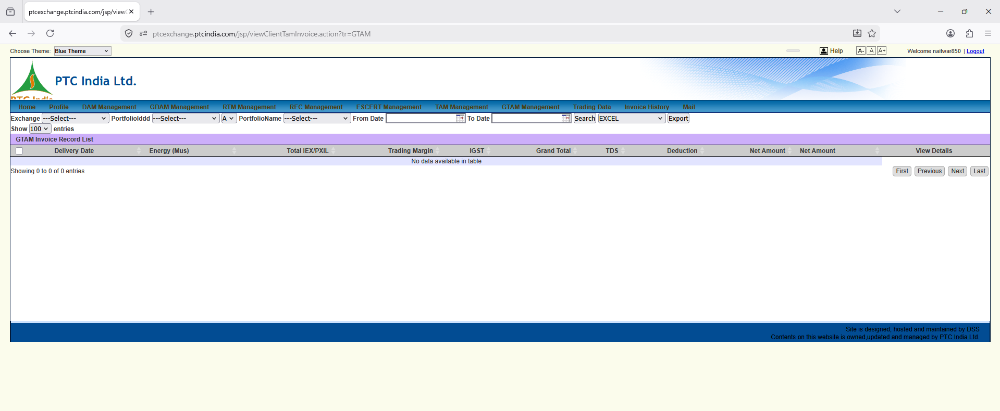 ptcexchange.ptcindia.com/jsp/view
ptcexchange.ptcindia.com/jsp/viewClientTamInvoice.action?tr=GTAM
Choose Theme: Blue Theme Help A- A A+ Welcome naitwar850 | Logout
PTC India Ltd.
PTC India
Home Profile DAM Management GDAM Management RTM Management REC Management ESCERT Management TAM Management GTAM Management Trading Data Invoice History Mail
Exchange ---Select--- PortfolioIddd ---Select--- A PortfolioName ---Select--- From Date To Date Search EXCEL Export
Show 100 entries
GTAM Invoice Record List
Delivery Date Energy (Mus) Total IEX/PXIL Trading Margin IGST Grand Total TDS Deduction Net Amount Net Amount View Details
No data available in table
Showing 0 to 0 of 0 entries First Previous Next Last
Site is designed, hosted and maintained by DSS
Contents on this website is owned,updated and managed by PTC India Ltd.